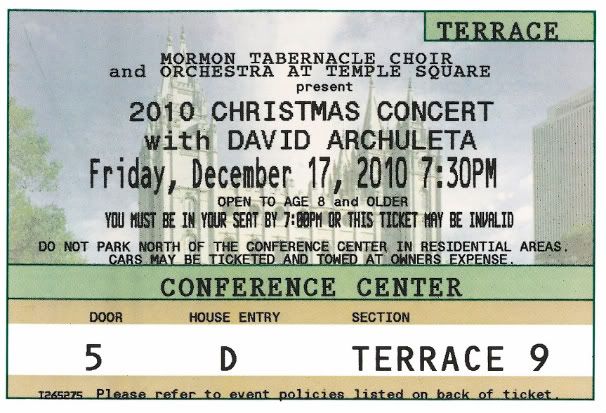 TERRACE
MORMON TABERNACLE CHOIR
and ORCHESTRA AT TEMPLE SQUARE
present
2010 CHRISTMAS CONCERT
with DAVID ARCHULETA
Friday, December 17, 2010 7:30PM
OPEN TO AGE 8 and OLDER
YOU MUST BE IN YOUR SEAT BY 7:00PM OR THIS TICKET MAY BE INVALID
DO NOT PARK NORTH OF THE CONFERENCE CENTER IN RESIDENTIAL AREAS.
CARS MAY BE TICKETED AND TOWED AT OWNERS EXPENSE.
CONFERENCE CENTER
DOOR HOUSE ENTRY SECTION
5 D TERRACE 9
T265275 Please refer to event policies listed on back of ticket.